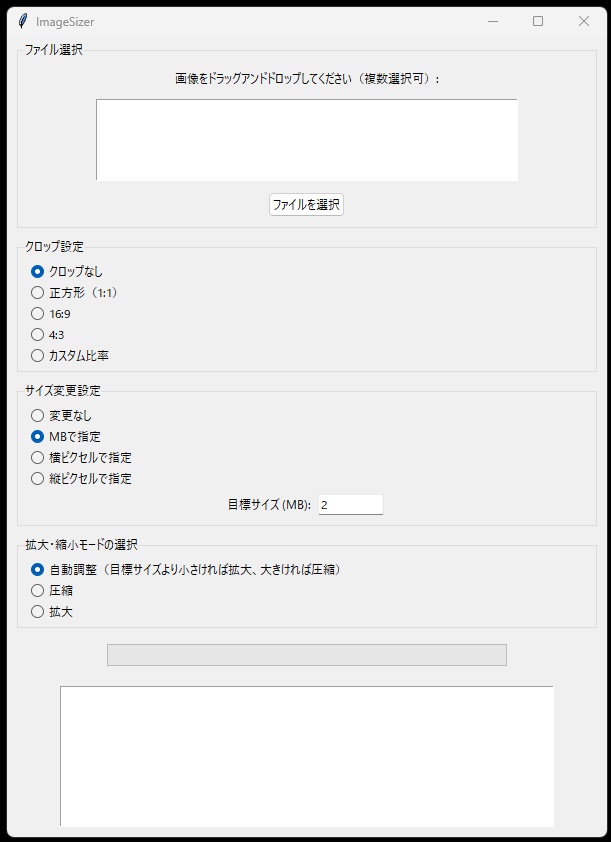 ImageSizer
ファイル選択
画像をドラッグアンドドロップしてください（複数選択可）:
ファイルを選択
クロップ設定
クロップなし
正方形（1:1）
16:9
4:3
カスタム比率
サイズ変更設定
変更なし
MBで指定
横ピクセルで指定
縦ピクセルで指定
目標サイズ (MB): 2
拡大・縮小モードの選択
自動調整（目標サイズより小さければ拡大、大きければ圧縮）
圧縮
拡大